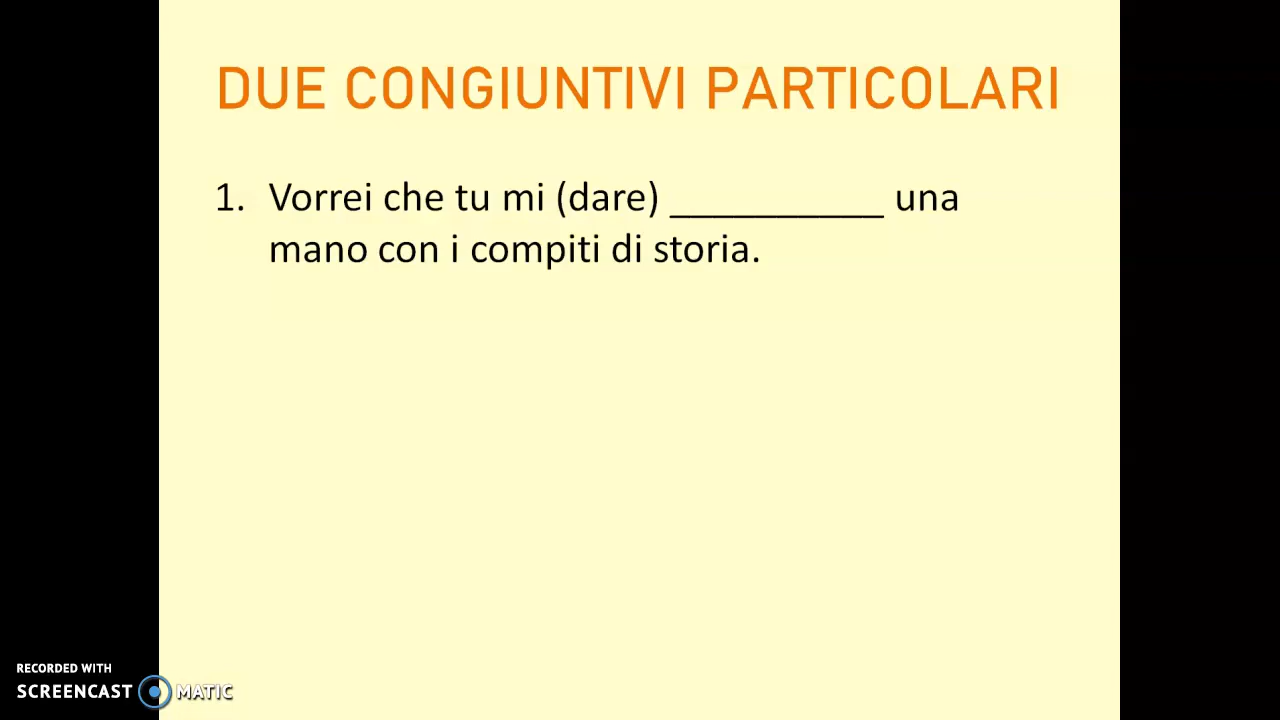 DUE CONGIUNTIVI PARTICOLARI
1. Vorrei che tu mi (dare) __________ una
mano con i compiti di storia.
RECORDED WITH
SCREENCAST MATIC